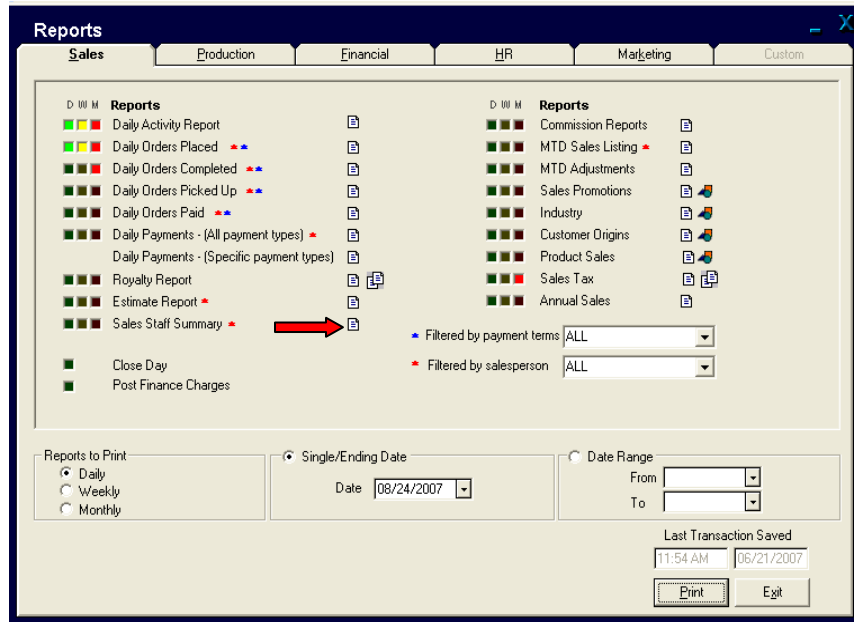 Reports
Sales Production Financial HR Marketing Custom
D W M Reports
Daily Activity Report
Daily Orders Placed **
Daily Orders Completed **
Daily Orders Picked Up **
Daily Orders Paid **
Daily Payments - (All payment types) *
Daily Payments - (Specific payment types)
Royalty Report
Estimate Report *
Sales Staff Summary *
Close Day
Post Finance Charges
D W M Reports
Commission Reports
MTD Sales Listing *
MTD Adjustments
Sales Promotions
Industry
Customer Origins
Product Sales
Sales Tax
Annual Sales
* Filtered by payment terms ALL
* Filtered by salesperson ALL
Reports to Print
Daily
Weekly
Monthly
Single/Ending Date
Date 08/24/2007
Date Range
From
To
Last Transaction Saved
11:54 AM 06/21/2007
Print Exit